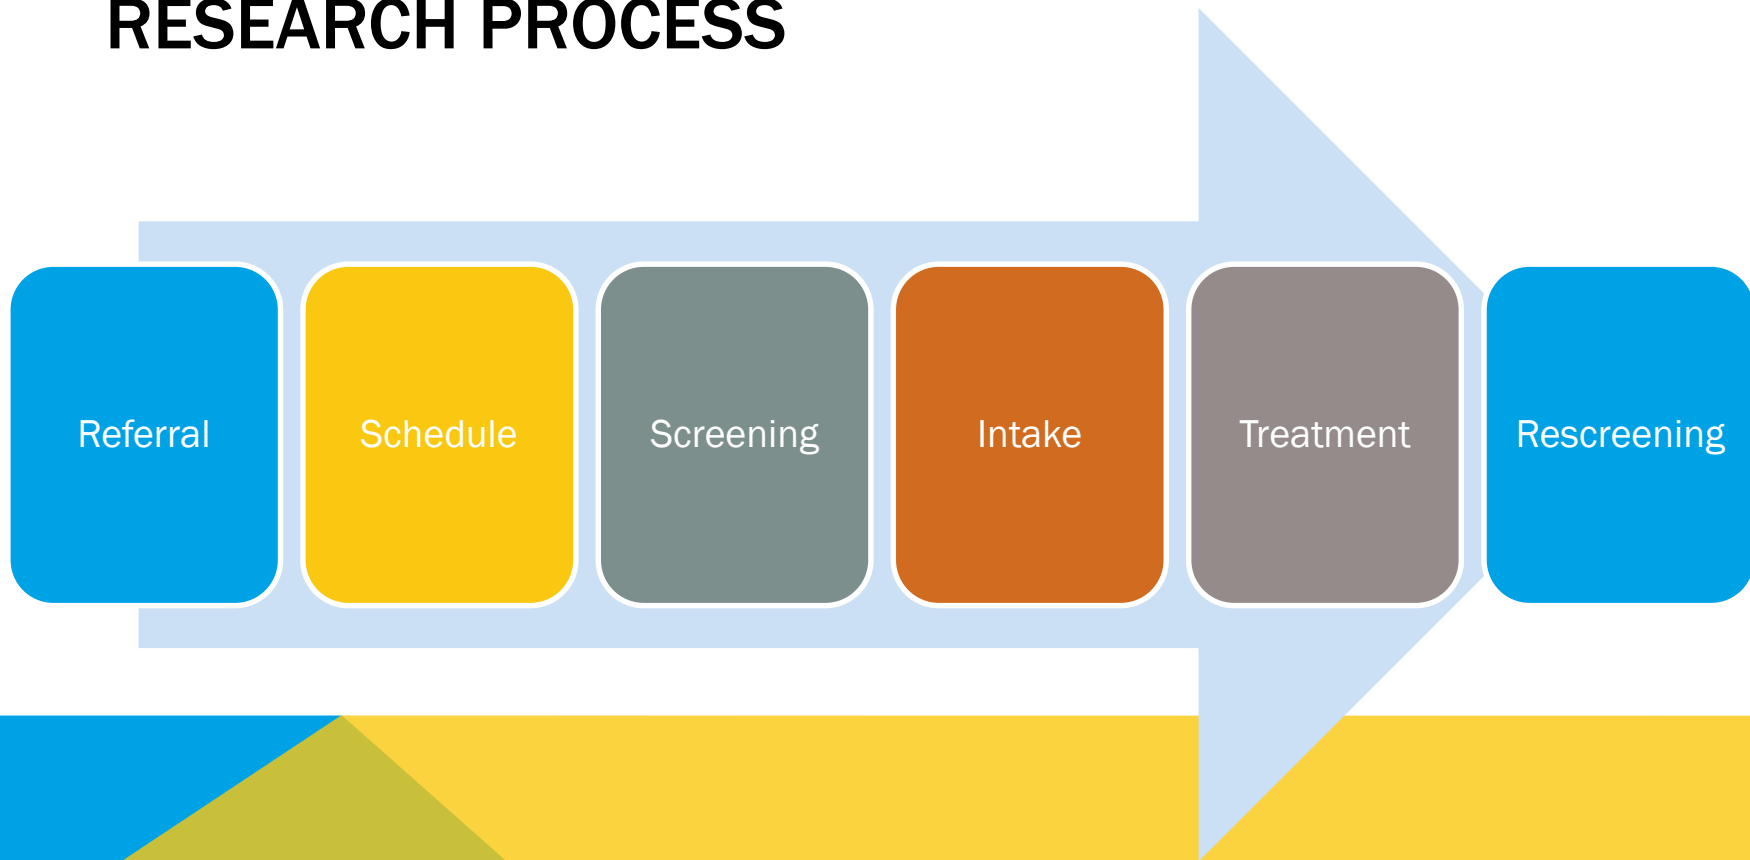 RESEARCH PROCESS
Referral
Schedule
Screening
Intake
Treatment
Rescreening